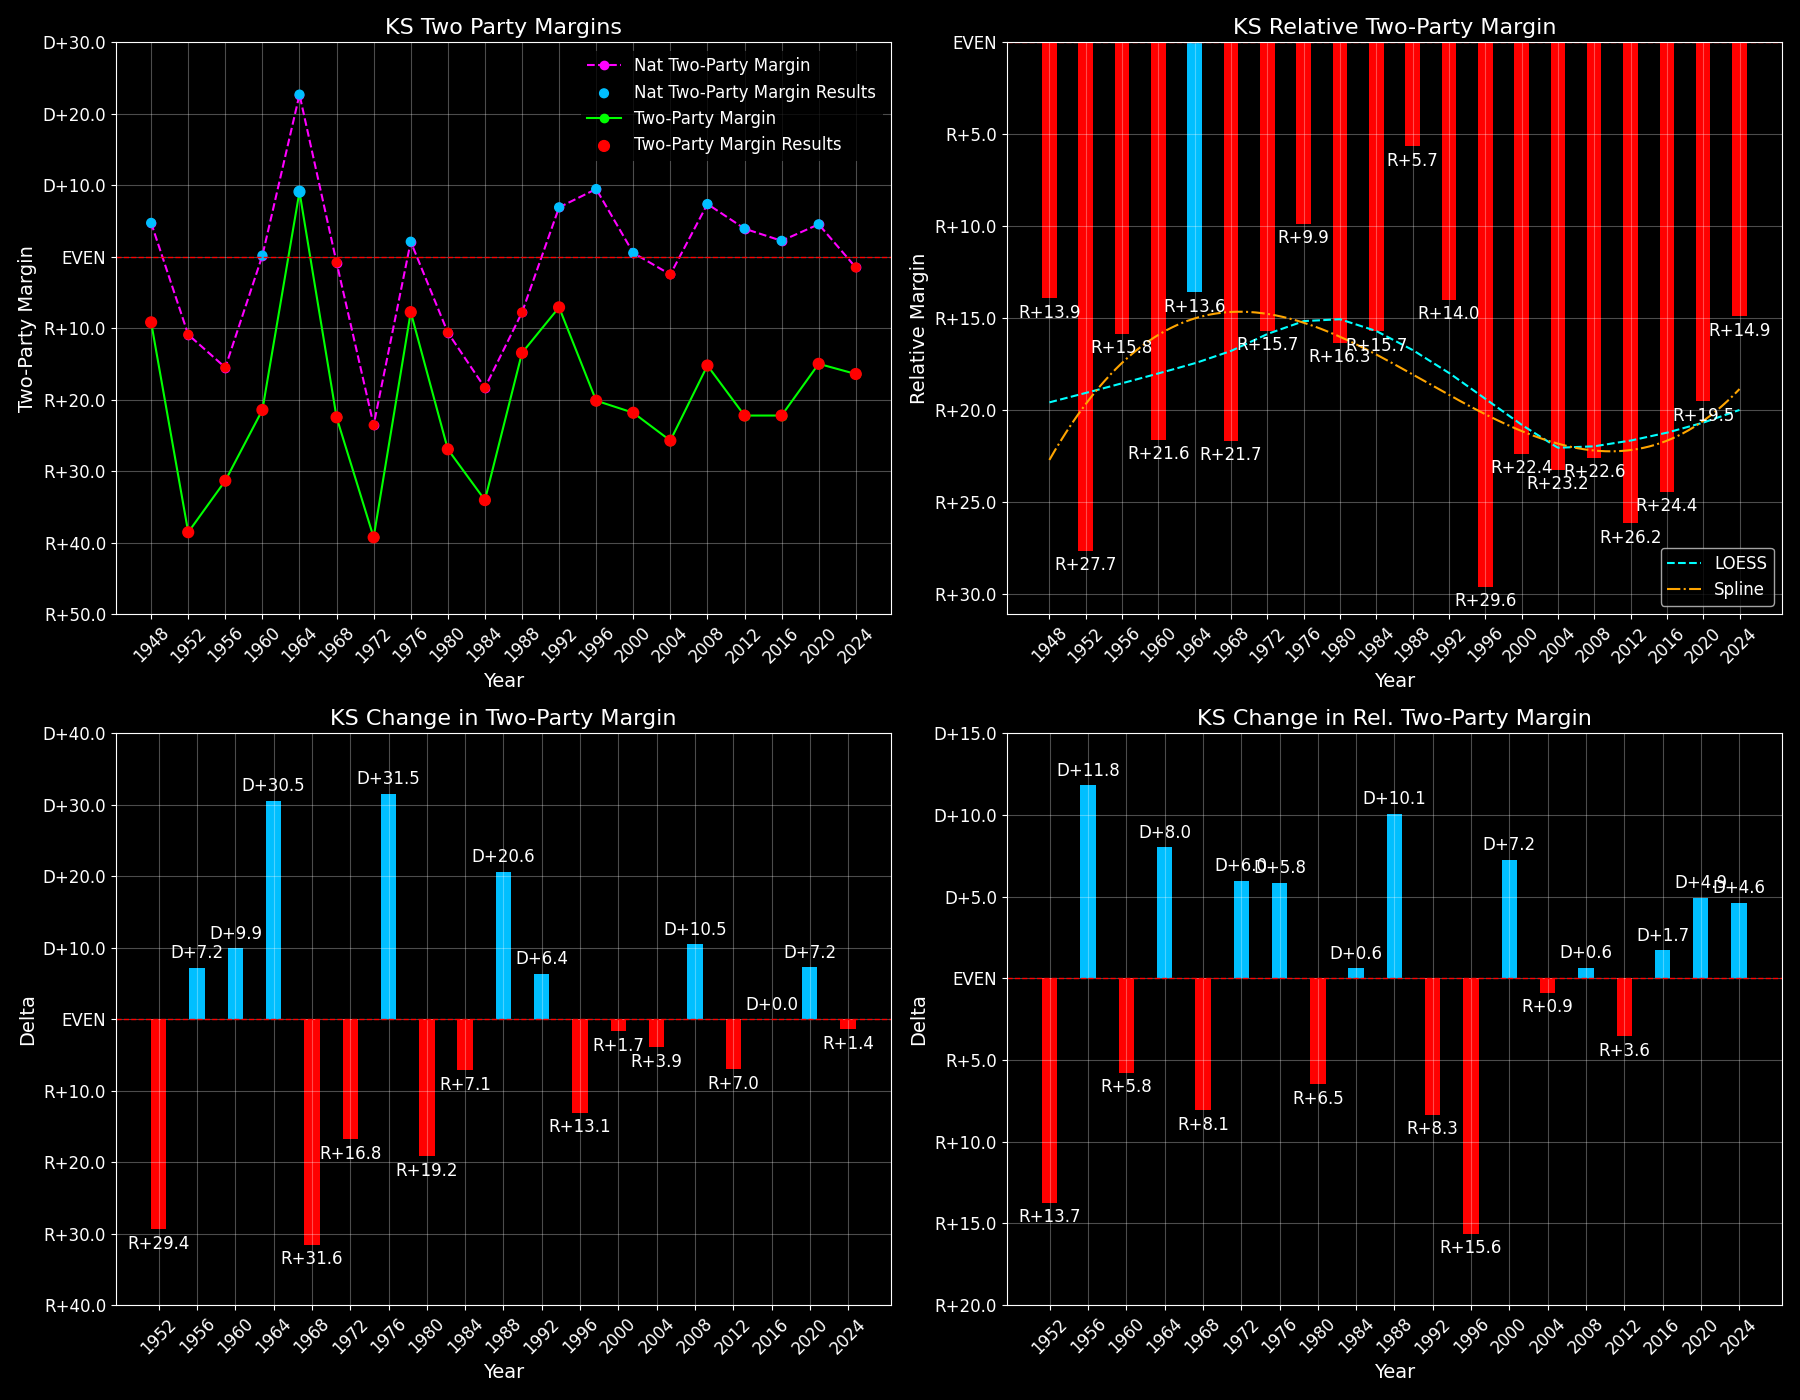 KS Two Party Margins
D+30.0
D+20.0
D+10.0
EVEN
R+10.0
R+20.0
R+30.0
R+40.0
R+50.0
Two-Party Margin
Nat Two-Party Margin
Nat Two-Party Margin Results
Two-Party Margin
Two-Party Margin Results
1948 1952 1956 1960 1964 1968 1972 1976 1980 1984 1988 1992 1996 2000 2004 2008 2012 2016 2020 2024
Year
KS Relative Two-Party Margin
EVEN
R+5.0
R+10.0
R+15.0
R+20.0
R+25.0
R+30.0
Relative Margin
R+13.9
R+27.7
R+15.8
R+21.6
R+13.6
R+21.7
R+15.7
R+9.9
R+16.3
R+15.7
R+5.7
R+14.0
R+29.6
R+22.4
R+23.2
R+22.6
R+26.2
R+24.4
R+19.5
R+14.9
LOESS
Spline
1948 1952 1956 1960 1964 1968 1972 1976 1980 1984 1988 1992 1996 2000 2004 2008 2012 2016 2020 2024
Year
KS Change in Two-Party Margin
D+40.0
D+30.0
D+20.0
D+10.0
EVEN
R+10.0
R+20.0
R+30.0
R+40.0
Delta
R+29.4
D+7.2
D+9.9
D+30.5
R+31.6
R+16.8
D+31.5
R+19.2
R+7.1
D+20.6
D+6.4
R+13.1
R+1.7
R+3.9
D+10.5
R+7.0
D+0.0
D+7.2
R+1.4
1952 1956 1960 1964 1968 1972 1976 1980 1984 1988 1992 1996 2000 2004 2008 2012 2016 2020 2024
Year
KS Change in Rel. Two-Party Margin
D+15.0
D+10.0
D+5.0
EVEN
R+5.0
R+10.0
R+15.0
R+20.0
Delta
R+13.7
D+11.8
R+5.8
D+8.0
R+8.1
D+6.0
D+5.8
R+6.5
D+0.6
D+10.1
R+8.3
R+15.6
D+7.2
R+0.9
D+0.6
R+3.6
D+1.7
D+4.9
D+4.6
1952 1956 1960 1964 1968 1972 1976 1980 1984 1988 1992 1996 2000 2004 2008 2012 2016 2020 2024
Year